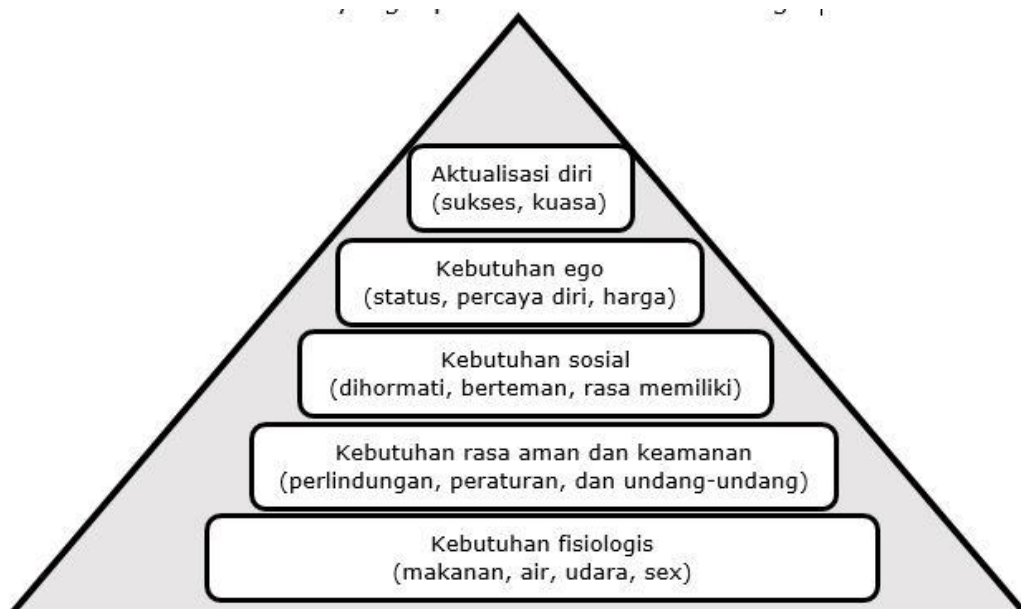 Aktualisasi diri
(sukses, kuasa)
Kebutuhan ego
(status, percaya diri, harga)
Kebutuhan sosial
(dihormati, berteman, rasa memiliki)
Kebutuhan rasa aman dan keamanan
(perlindungan, peraturan, dan undang-undang)
Kebutuhan fisiologis
(makanan, air, udara, sex)